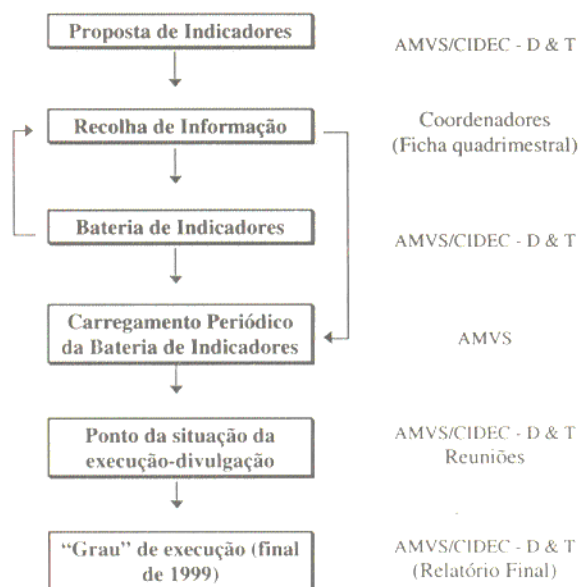 Proposta de Indicadores
AMVS/CIDEC - D & T
Recolha de Informação
Coordenadores
(Ficha quadrimestral)
Bateria de Indicadores
AMVS/CIDEC - D & T
Carregamento Periódico
da Bateria de Indicadores
AMVS
Ponto da situação da
execução-divulgação
AMVS/CIDEC - D & T
Reuniões
“Grau” de execução (final
de 1999)
AMVS/CIDEC - D & T
(Relatório Final)